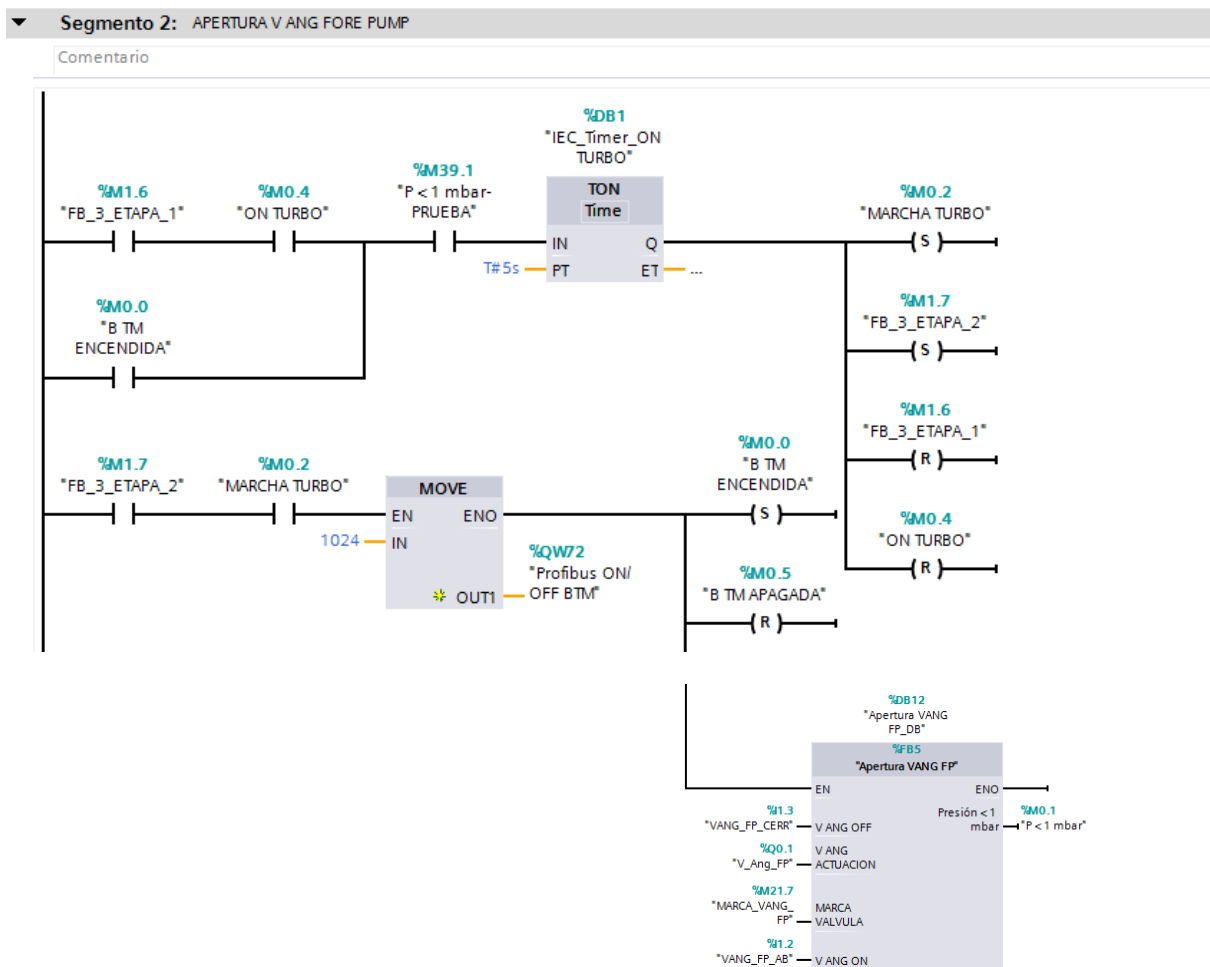 Segmento 2: APERTURA V ANG FORE PUMP
Comentario
%DB1
"IEC_Timer_ON
TURBO"
%M1.6
"FB_3_ETAPA_1"
%M0.4
"ON TURBO"
%M39.1
"P < 1 mbar-
PRUEBA"
TON
Time
IN
Q
T#5s
PT
ET
...
%M0.2
"MARCHA TURBO"
S
%M0.0
"B TM
ENCENDIDA"
%M1.7
"FB_3_ETAPA_2"
S
%M1.6
"FB_3_ETAPA_1"
R
%M0.4
"ON TURBO"
R
%M1.7
"FB_3_ETAPA_2"
%M0.2
"MARCHA TURBO"
MOVE
EN
ENO
1024
IN
OUT1
%QW72
"Profibus ON/
OFF BTM"
%M0.0
"B TM
ENCENDIDA"
S
%M0.5
"B TM APAGADA"
R
%DB12
"Apertura VANG
FP_DB"
%FB5
"Apertura VANG FP"
EN
ENO
%I1.3
"VANG_FP_CERR"
V ANG OFF
Presión < 1
mbar
%M0.1
"P < 1 mbar"
%Q0.1
"V_Ang_FP"
V ANG
ACTUACION
%M21.7
"MARCA_VANG_
FP"
MARCA
VALVULA
%I1.2
"VANG_FP_AB"
V ANG ON